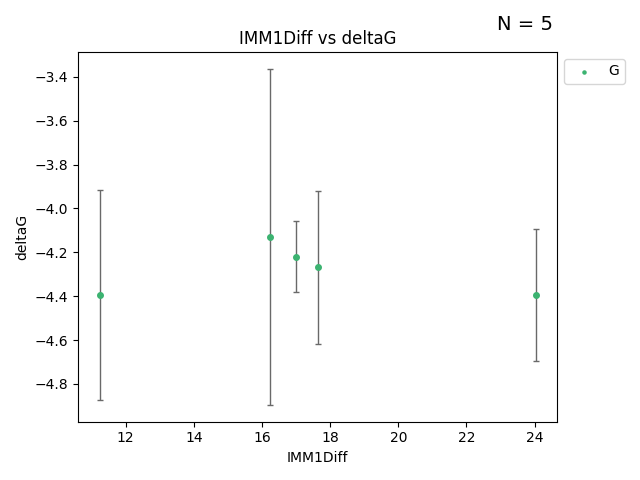 N = 5
IMM1Diff vs deltaG
G
−3.4
−3.6
−3.8
−4.0
−4.2
−4.4
−4.6
−4.8
deltaG
12 14 16 18 20 22 24
IMM1Diff